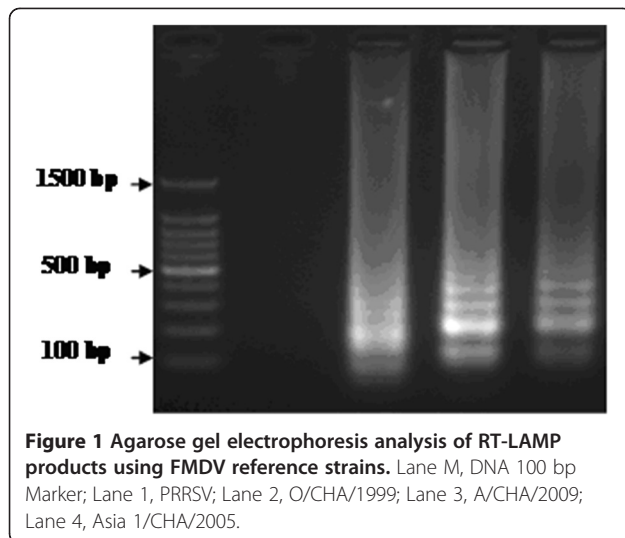 1500 bp
500 bp
100 bp
Figure 1 Agarose gel electrophoresis analysis of RT-LAMP
products using FMDV reference strains. Lane M, DNA 100 bp
Marker; Lane 1, PRRSV; Lane 2, O/CHA/1999; Lane 3, A/CHA/2009;
Lane 4, Asia 1/CHA/2005.